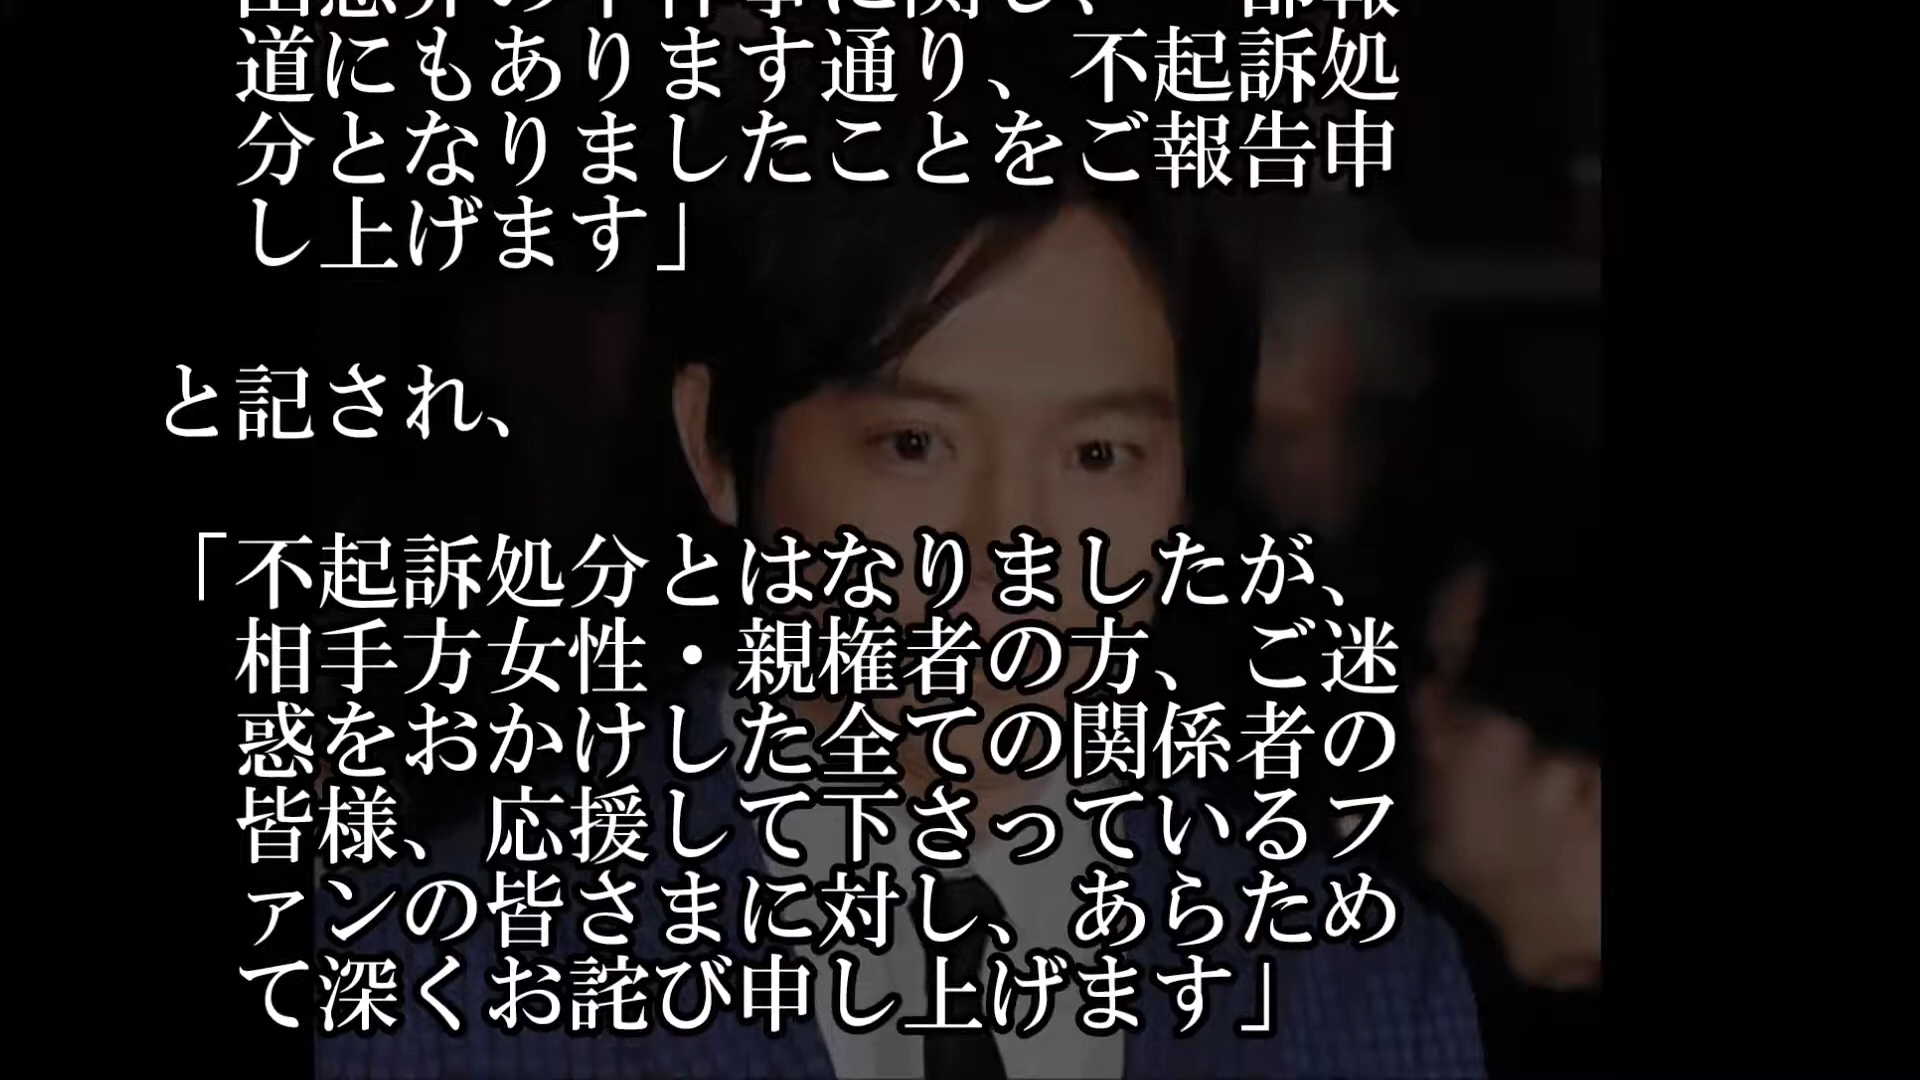 道にもあります通り、不起訴処
分となりましたことをご報告申
し上げます」
と記され、
「不起訴処分とはなりましたが、
相手方女性・親権者の方、ご迷
惑をおかけした全ての関係者の
皆様、応援して下さっているフ
ァンの皆さまに対し、あらため
て深くお詫び申し上げます」